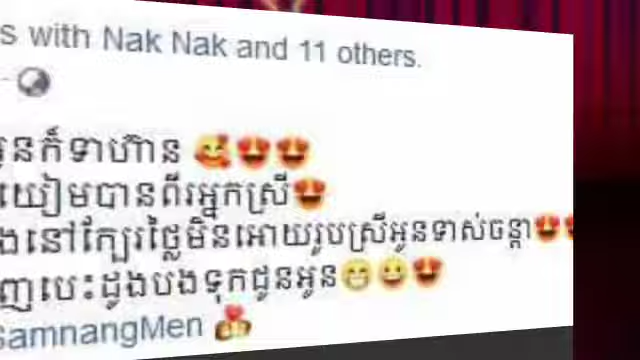 s with Nak Nak and 11 others.
ូនក៏ទាហ៊ាន 🥰😍😍
យៀមបានពីរអ្នកស្រី😍
ងនៅក្បែរថ្លៃមិនអោយរូបស្រីអូនទាស់ចន្តា😍
ញបេះដូងបងទុកជូនអូន😁😀😍
SamnangMen